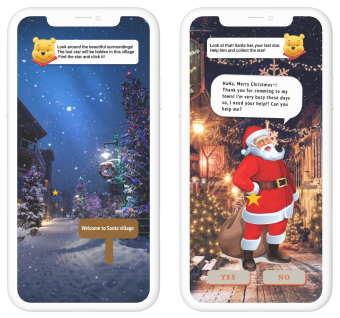 Look around the beautiful surroundings!
The last star will be hidden in this village
Find the star and click it!
Welcome to Santa village
Look at that! Santa has your last star.
Help him and collect the star!
HoHo, Merry Christmas~!
Thank you for comming to my
town! I'm very busy these days
so, I need your help!! Can you
help me?
YES
NO